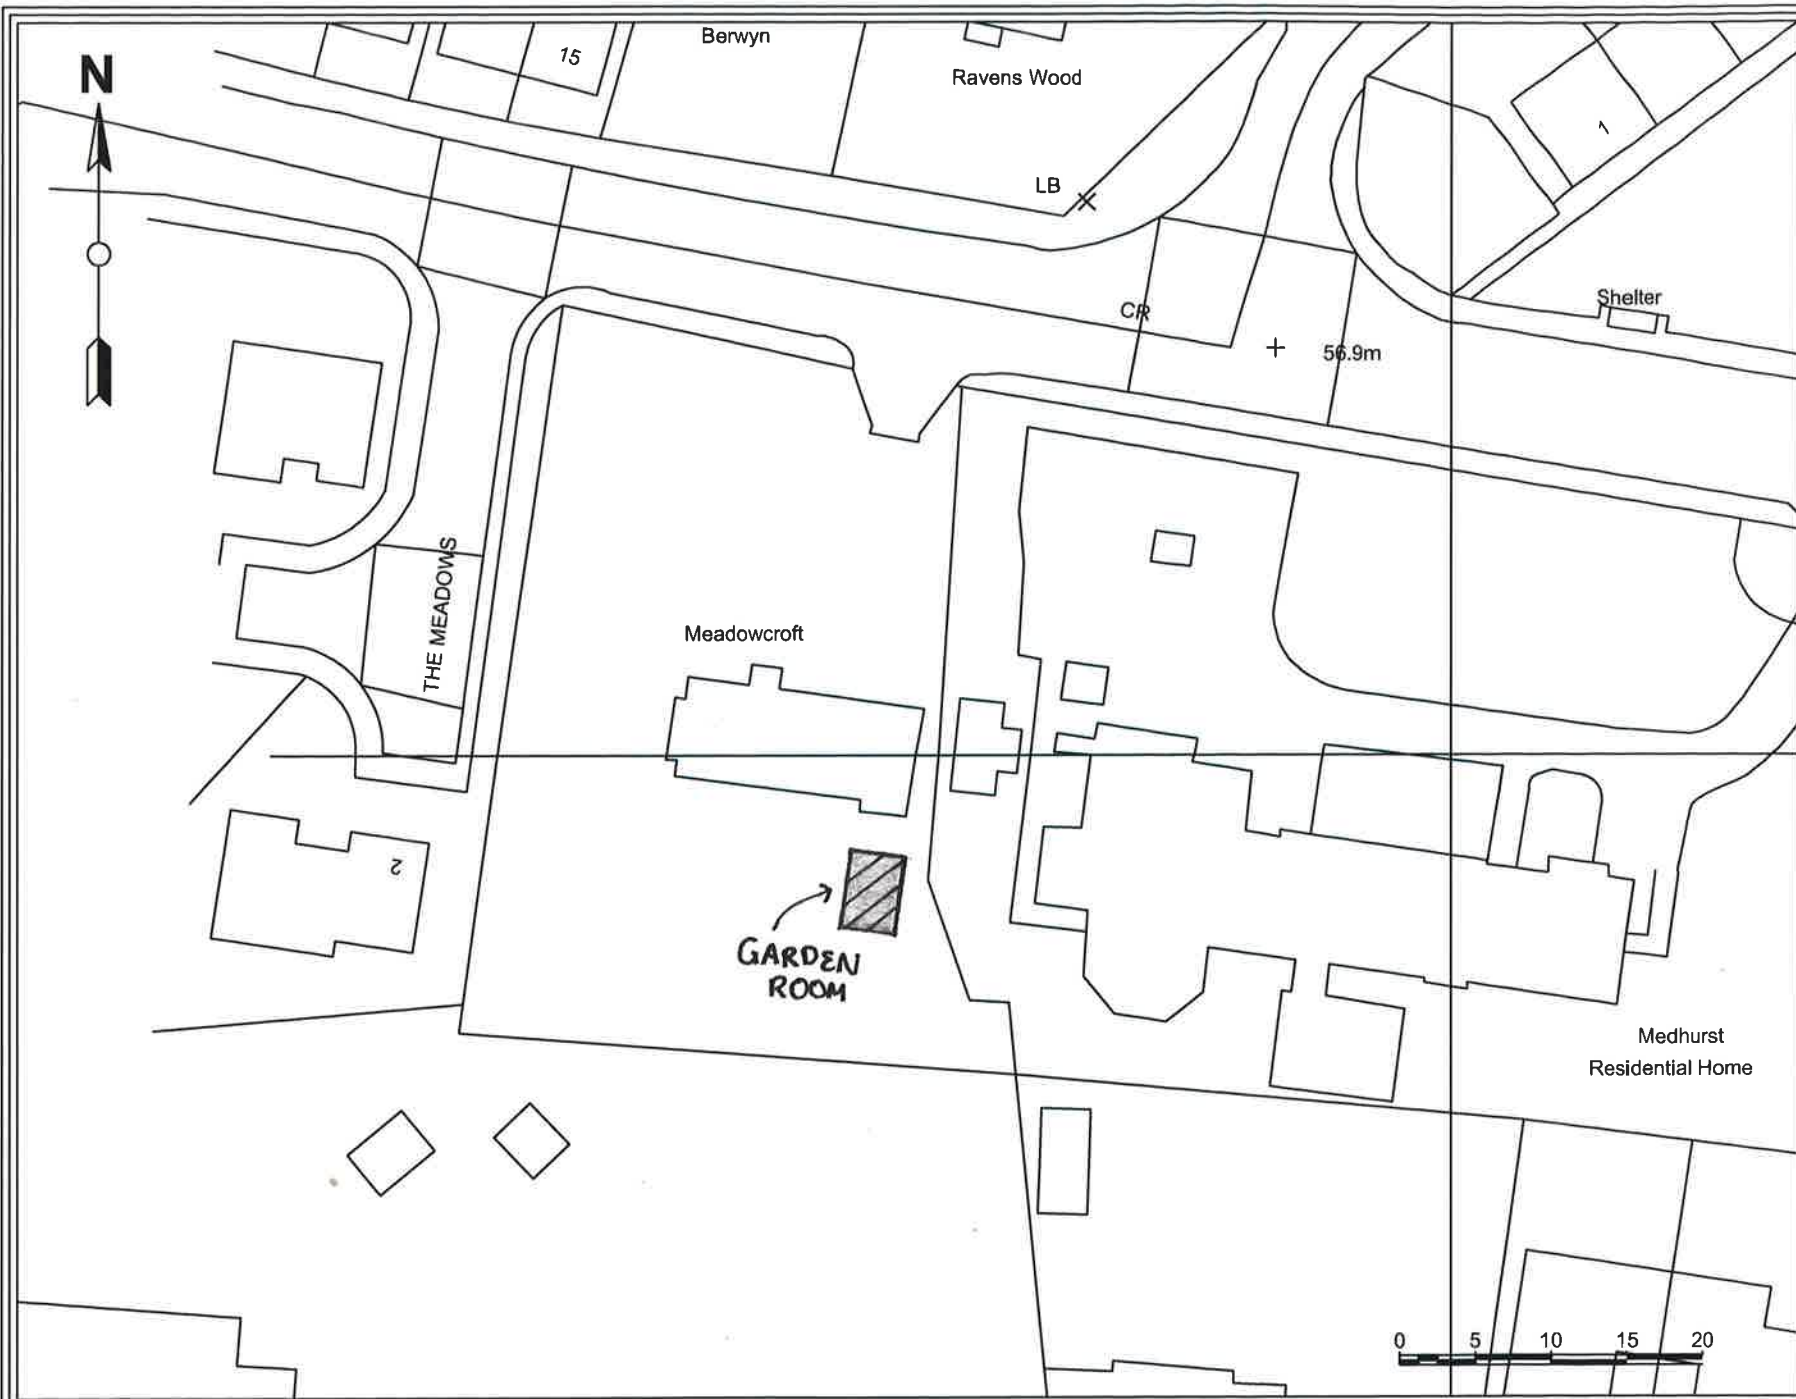 N
15
Berwyn
Ravens Wood
1
LB
CR
56.9m
Shelter
THE MEADOWS
Meadowcroft
2
GARDEN
ROOM
Medhurst
Residential Home
0 5 10 15 20